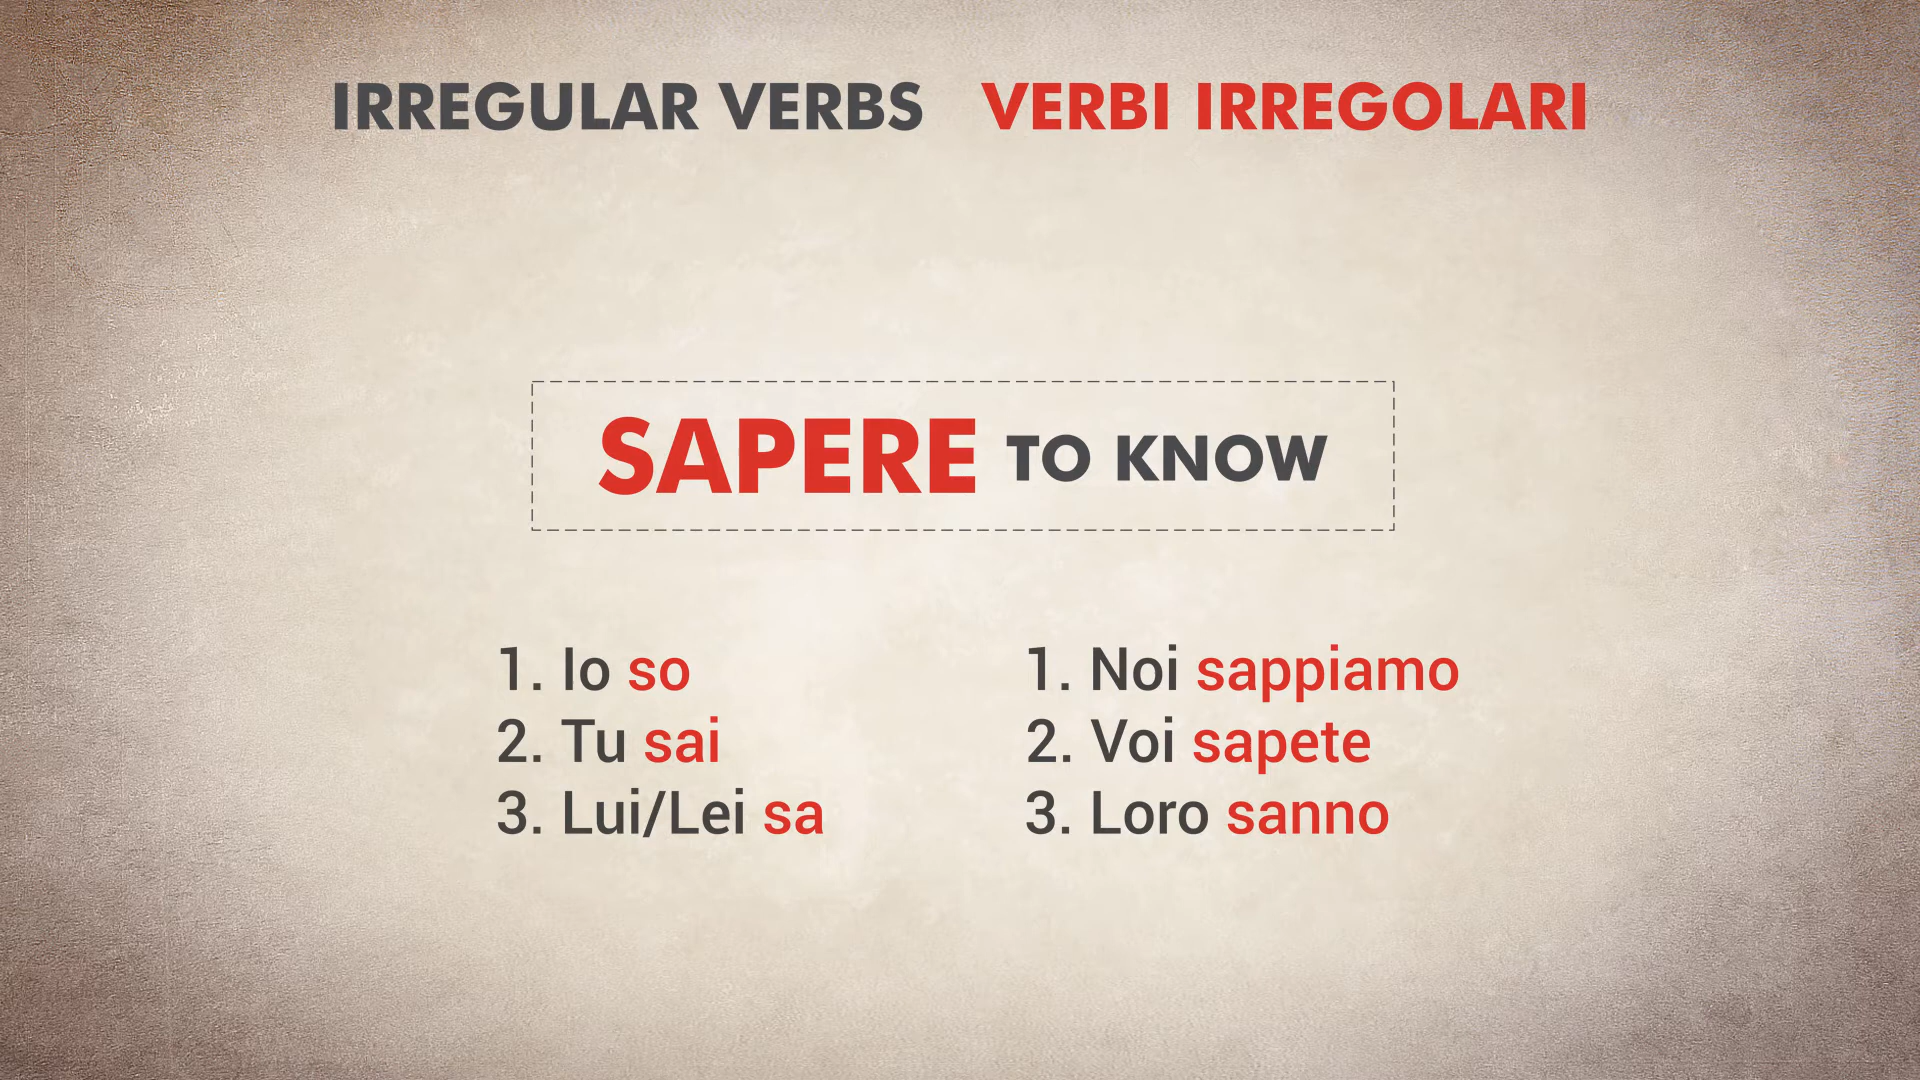 IRREGULAR VERBS VERBI IRREGOLARI
SAPERE TO KNOW
1. Io so
2. Tu sai
3. Lui/Lei sa
1. Noi sappiamo
2. Voi sapete
3. Loro sanno